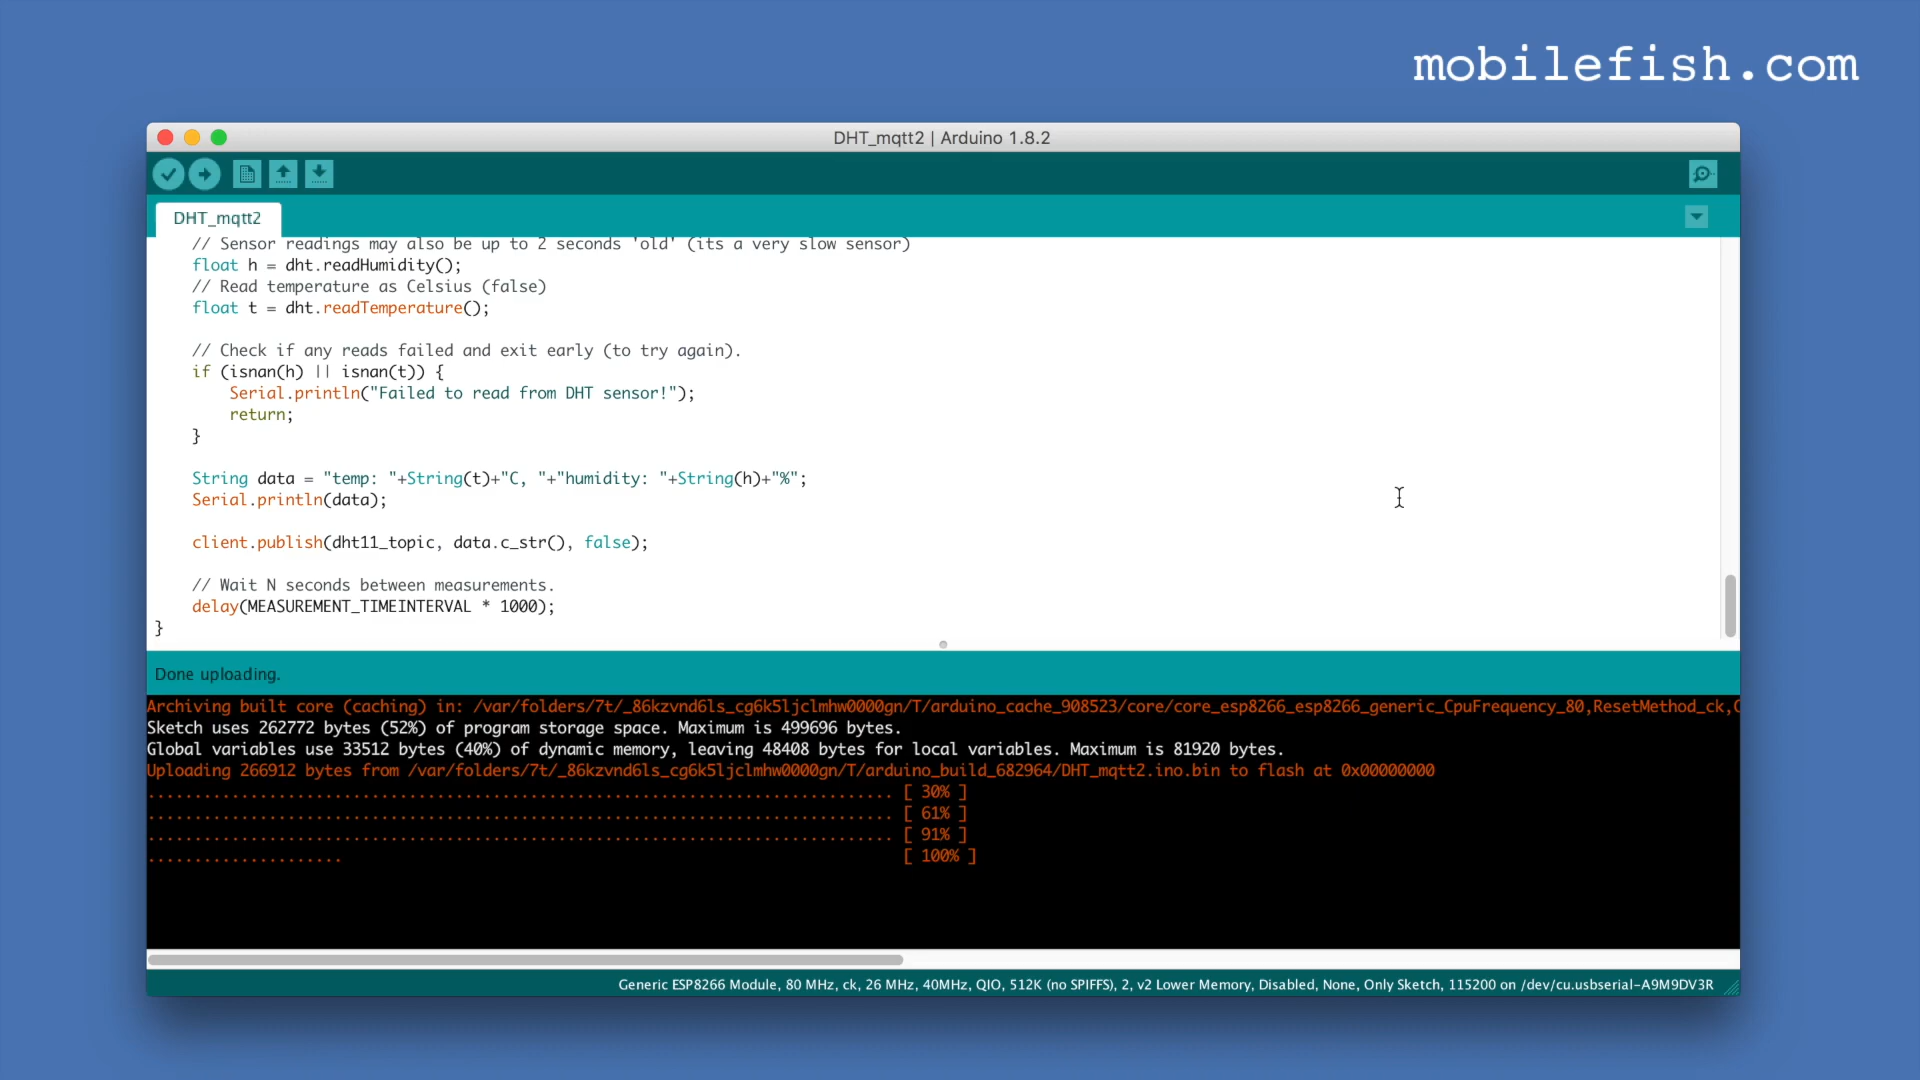 mobilefish.com
DHT_mqtt2 | Arduino 1.8.2
DHT_mqtt2
// Sensor readings may also be up to 2 seconds 'old' (its a very slow sensor)
float h = dht.readHumidity();
// Read temperature as Celsius (false)
float t = dht.readTemperature();
// Check if any reads failed and exit early (to try again).
if (isnan(h) || isnan(t)) {
Serial.println("Failed to read from DHT sensor!");
return;
}
String data = "temp: "+String(t)+"C, "+"humidity: "+String(h)+"%";
Serial.println(data);
client.publish(dht11_topic, data.c_str(), false);
// Wait N seconds between measurements.
delay(MEASUREMENT_TIMEINTERVAL * 1000);
}
Done uploading.
Archiving built core (caching) in: /var/folders/7t/_86kzvnd6ls_cg6k5ljclmhw0000gn/T/arduino_cache_908523/core/core_esp8266_esp8266_generic_CpuFrequency_80,ResetMethod_ck,
Sketch uses 262772 bytes (52%) of program storage space. Maximum is 499696 bytes.
Global variables use 33512 bytes (40%) of dynamic memory, leaving 48408 bytes for local variables. Maximum is 81920 bytes.
Uploading 266912 bytes from /var/folders/7t/_86kzvnd6ls_cg6k5ljclmhw0000gn/T/arduino_build_682964/DHT_mqtt2.ino.bin to flash at 0x00000000
................................................................................ [ 30% ]
................................................................................ [ 61% ]
................................................................................ [ 91% ]
..................... [ 100% ]
Generic ESP8266 Module, 80 MHz, ck, 26 MHz, 40MHz, QIO, 512K (no SPIFFS), 2, v2 Lower Memory, Disabled, None, Only Sketch, 115200 on /dev/cu.usbserial-A9M9DV3R